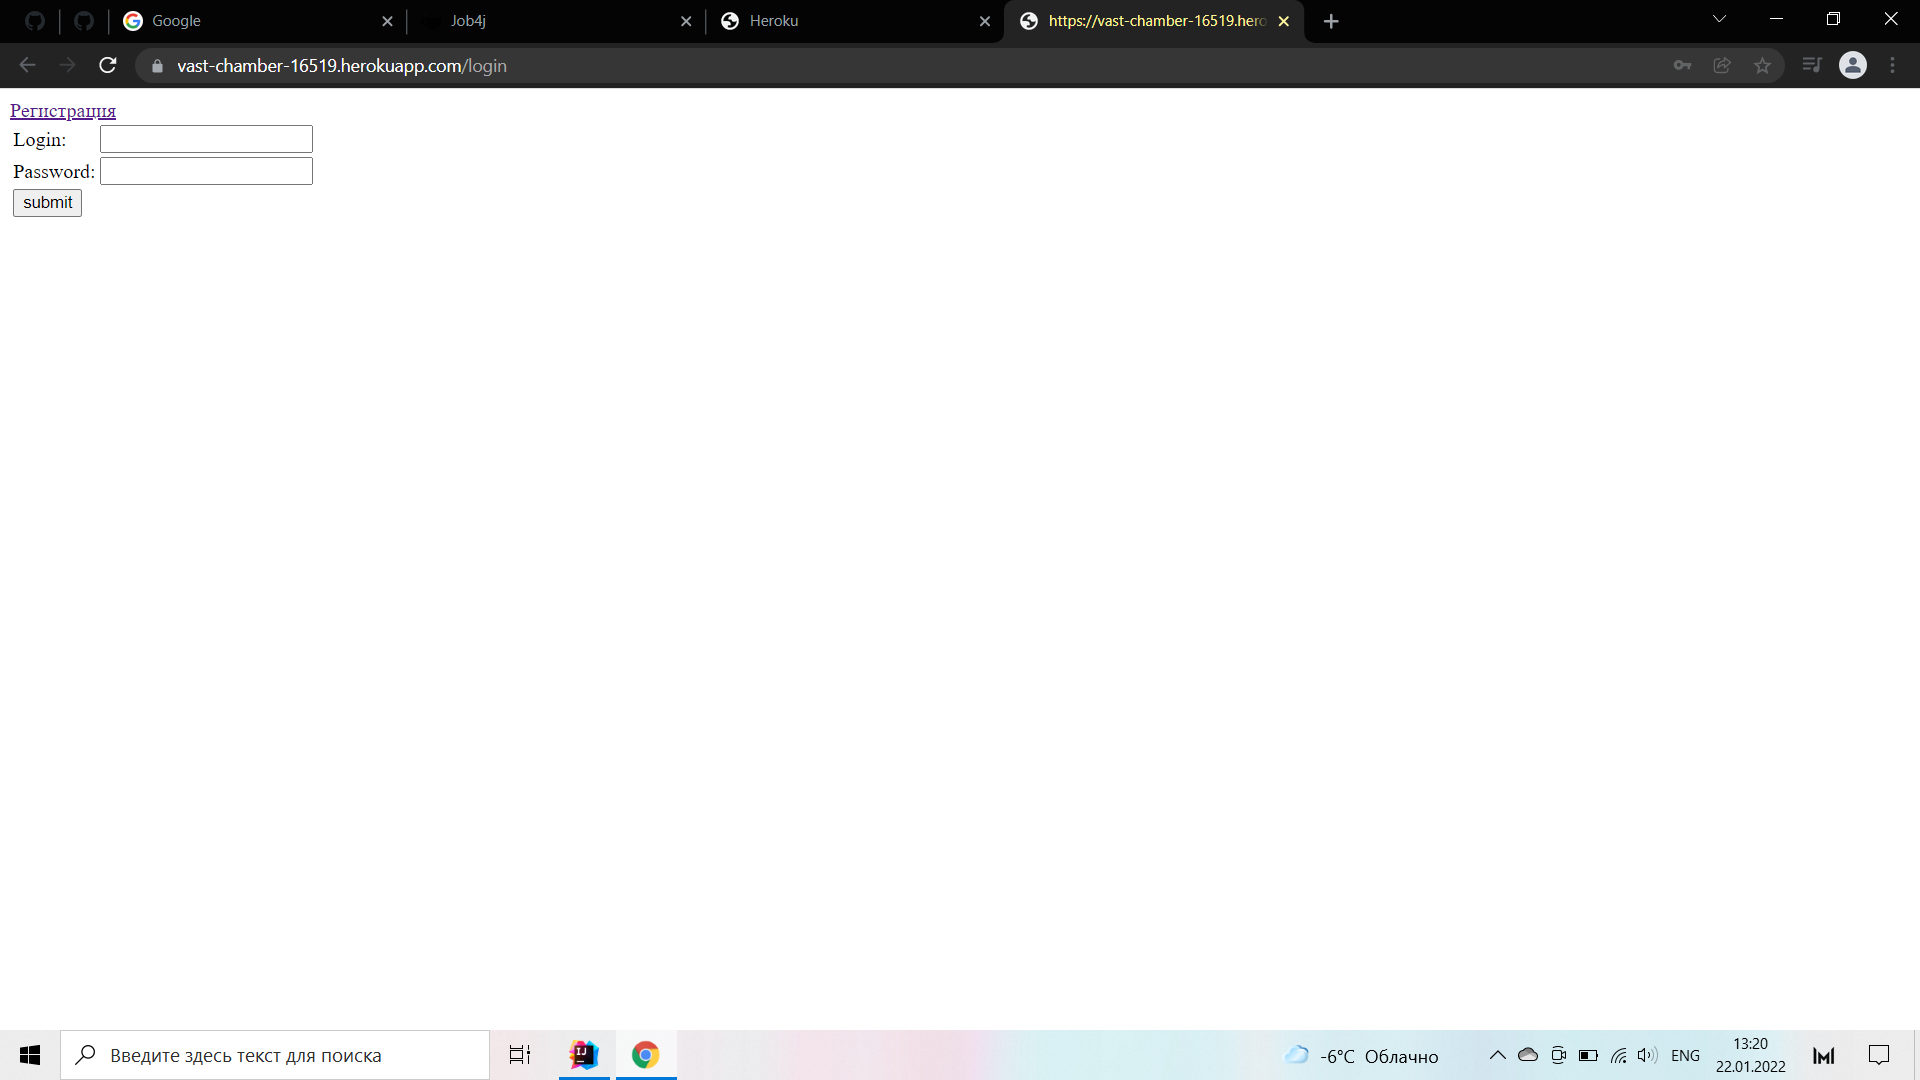 Google
Job4j
Heroku
https://vast-chamber-16519.hero
vast-chamber-16519.herokuapp.com/login
Регистрация
Login:
Password:
submit
Введите здесь текст для поиска
-6°C Облачно
ENG
13:20
22.01.2022